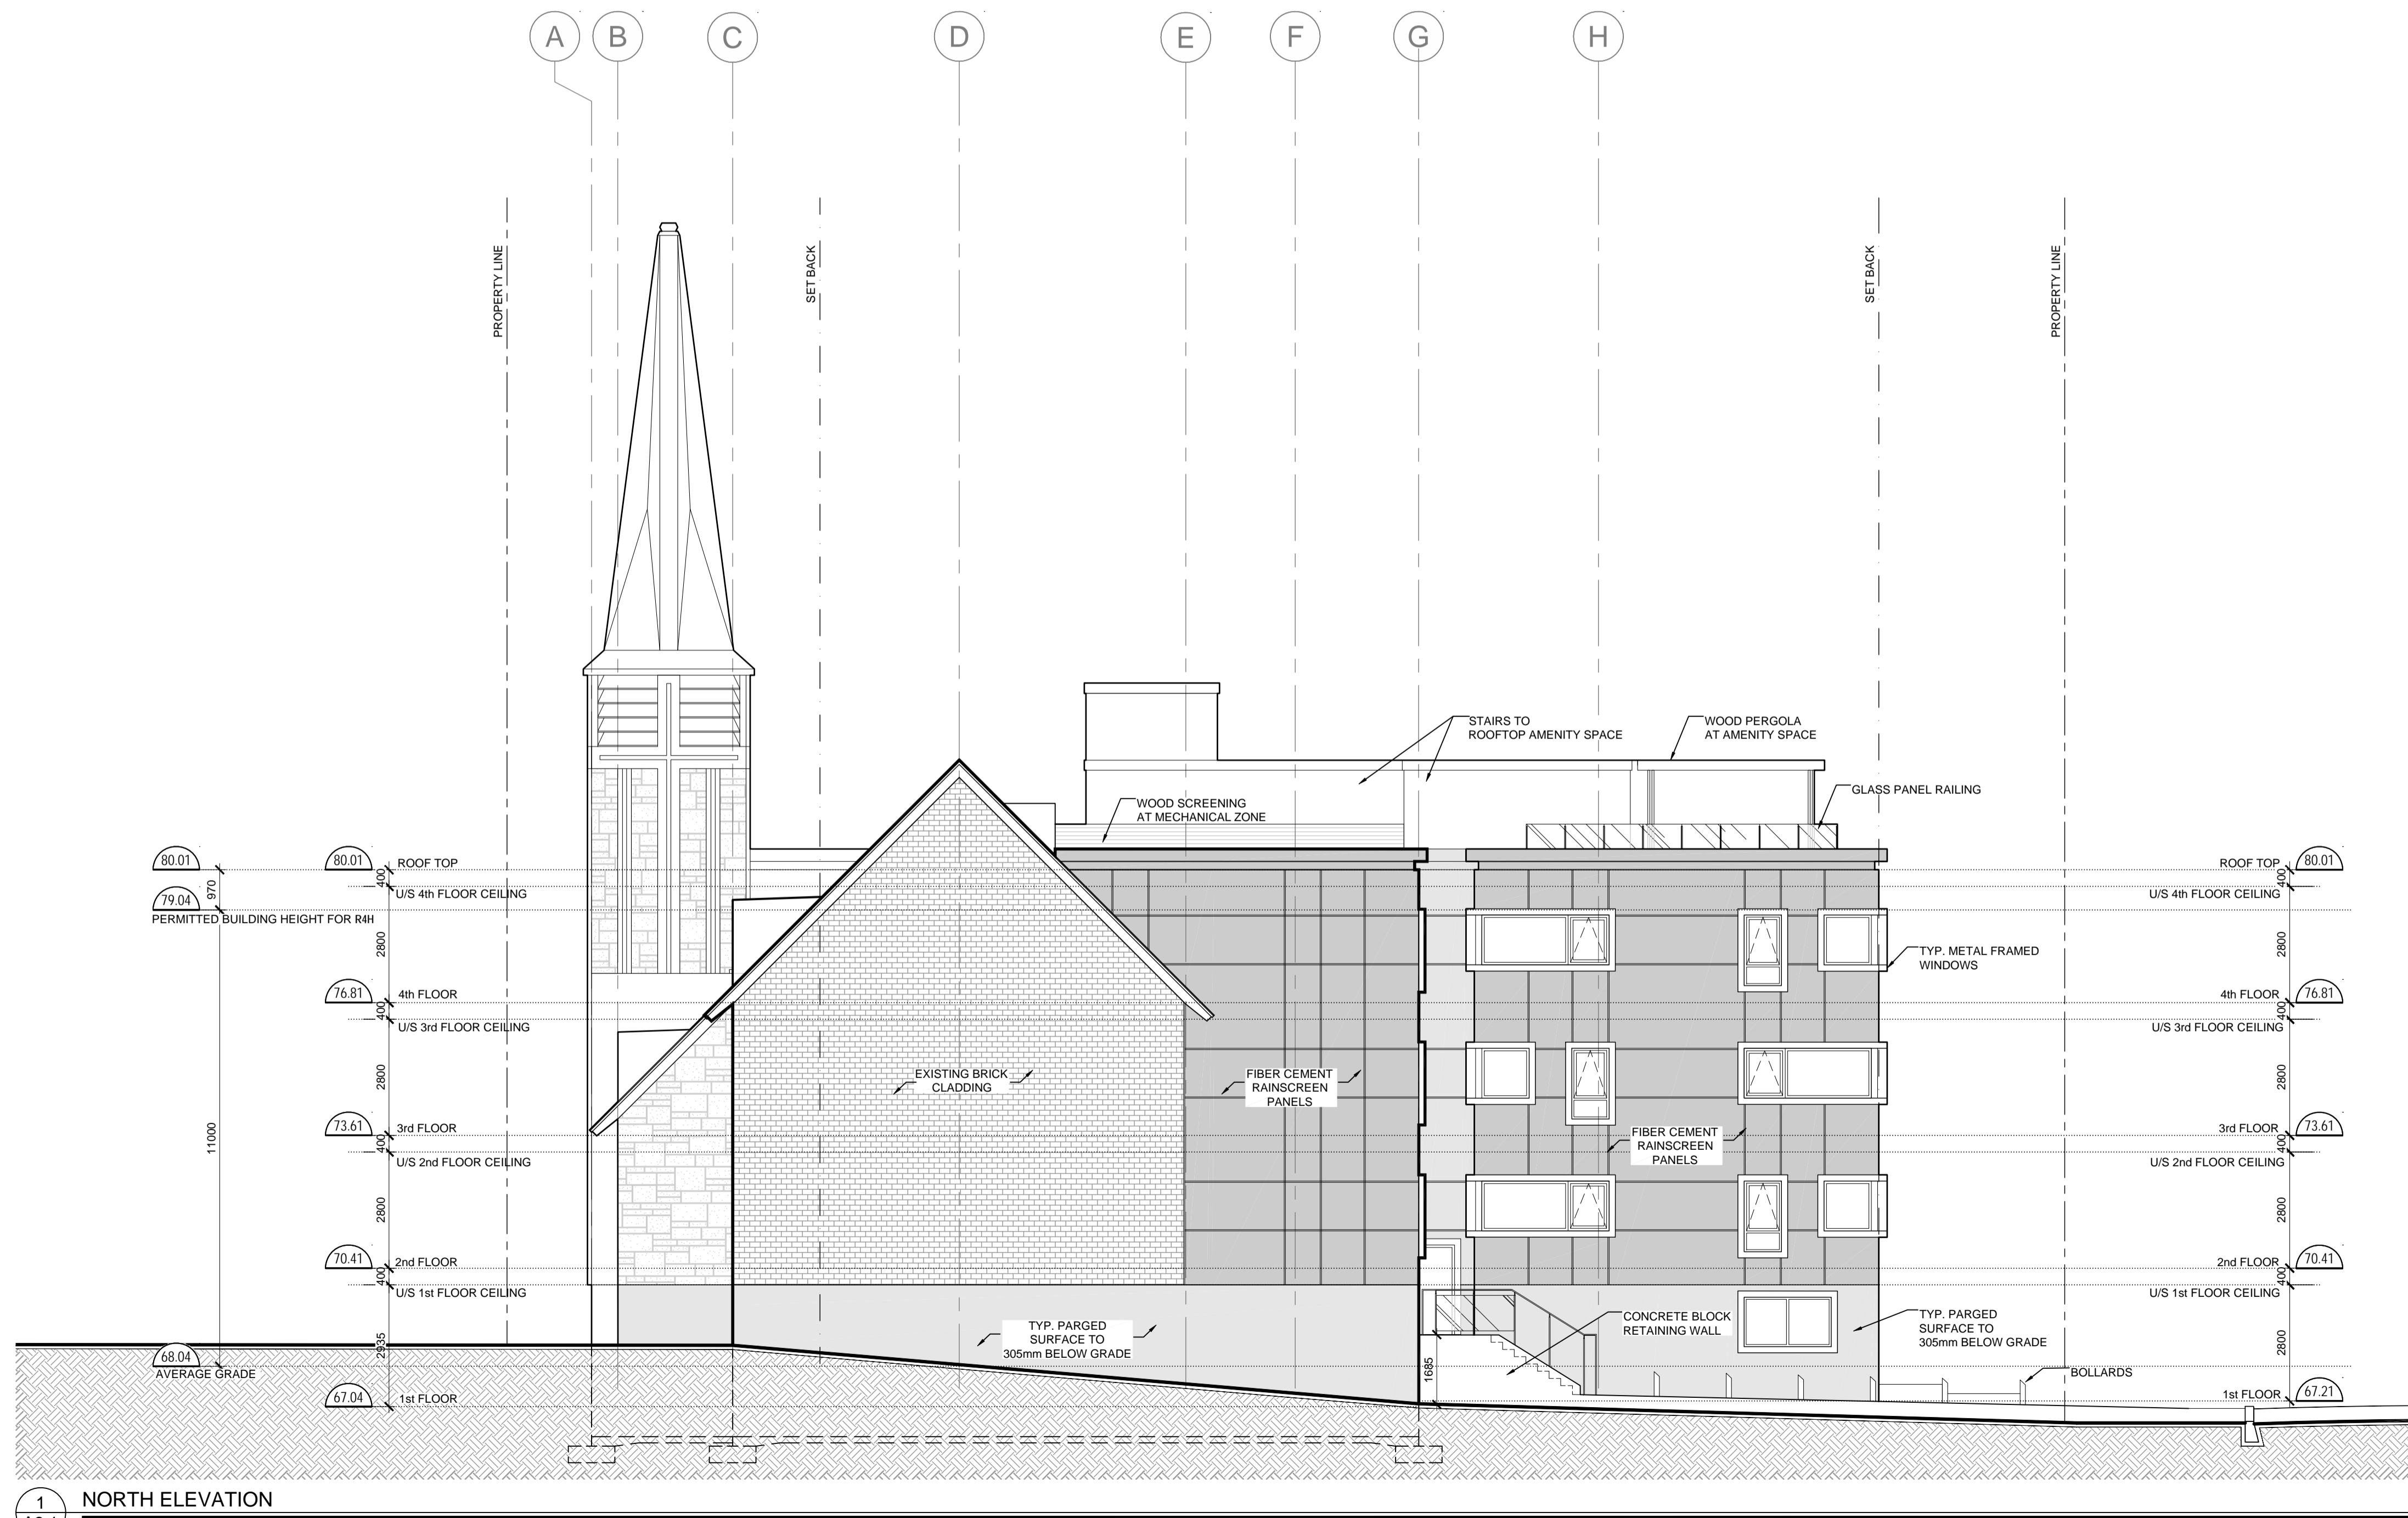 A
B
C
D
E
F
G
H
PROPERTY LINE
SET BACK
SET BACK
PROPERTY LINE
STAIRS TO
ROOFTOP AMENITY SPACE
WOOD PERGOLA
AT AMENITY SPACE
GLASS PANEL RAILING
WOOD SCREENING
AT MECHANICAL ZONE
80.01
970
79.04
PERMITTED BUILDING HEIGHT FOR R4H
11000
68.04
AVERAGE GRADE
80.01
ROOF TOP
400
U/S 4th FLOOR CEILING
2800
76.81
4th FLOOR
400
U/S 3rd FLOOR CEILING
2800
73.61
3rd FLOOR
400
U/S 2nd FLOOR CEILING
2800
70.41
2nd FLOOR
400
U/S 1st FLOOR CEILING
2935
67.04
1st FLOOR
EXISTING BRICK
CLADDING
FIBER CEMENT
RAINSCREEN
PANELS
FIBER CEMENT
RAINSCREEN
PANELS
TYP. PARGED
SURFACE TO
305mm BELOW GRADE
1685
CONCRETE BLOCK
RETAINING WALL
TYP. METAL FRAMED
WINDOWS
TYP. PARGED
SURFACE TO
305mm BELOW GRADE
BOLLARDS
ROOF TOP
80.01
400
U/S 4th FLOOR CEILING
2800
4th FLOOR
76.81
400
U/S 3rd FLOOR CEILING
2800
3rd FLOOR
73.61
400
U/S 2nd FLOOR CEILING
2800
2nd FLOOR
70.41
400
U/S 1st FLOOR CEILING
2800
1st FLOOR
67.21
1
NORTH ELEVATION